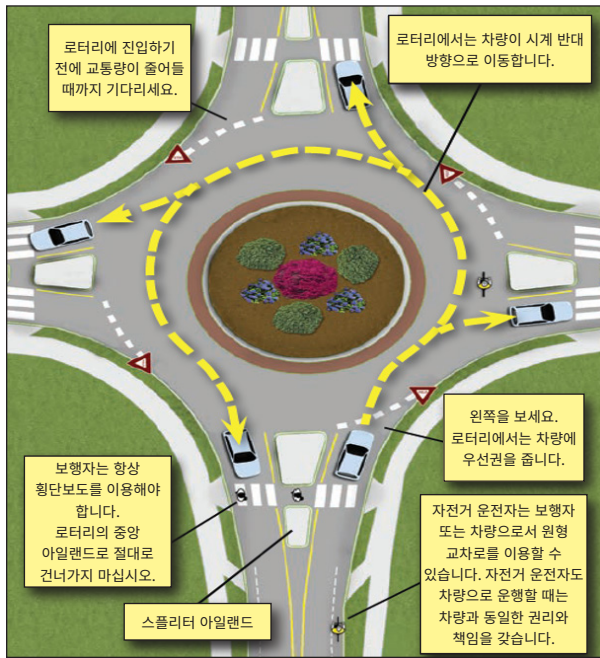 로터리에 진입하기
전에 교통량이 줄어들
때까지 기다리세요.
로터리에서는 차량이 시계 반대
방향으로 이동합니다.
왼쪽을 보세요.
로터리에서는 차량에
우선권을 줍니다.
보행자는 항상
횡단보도를 이용해야
합니다.
로터리의 중앙
아일랜드로 절대로
건너가지 마십시오.
스플리터 아일랜드
자전거 운전자는 보행자
또는 차량으로서 원형
교차로를 이용할 수
있습니다. 자전거 운전자도
차량으로 운행할 때는
차량과 동일한 권리와
책임을 갖습니다.